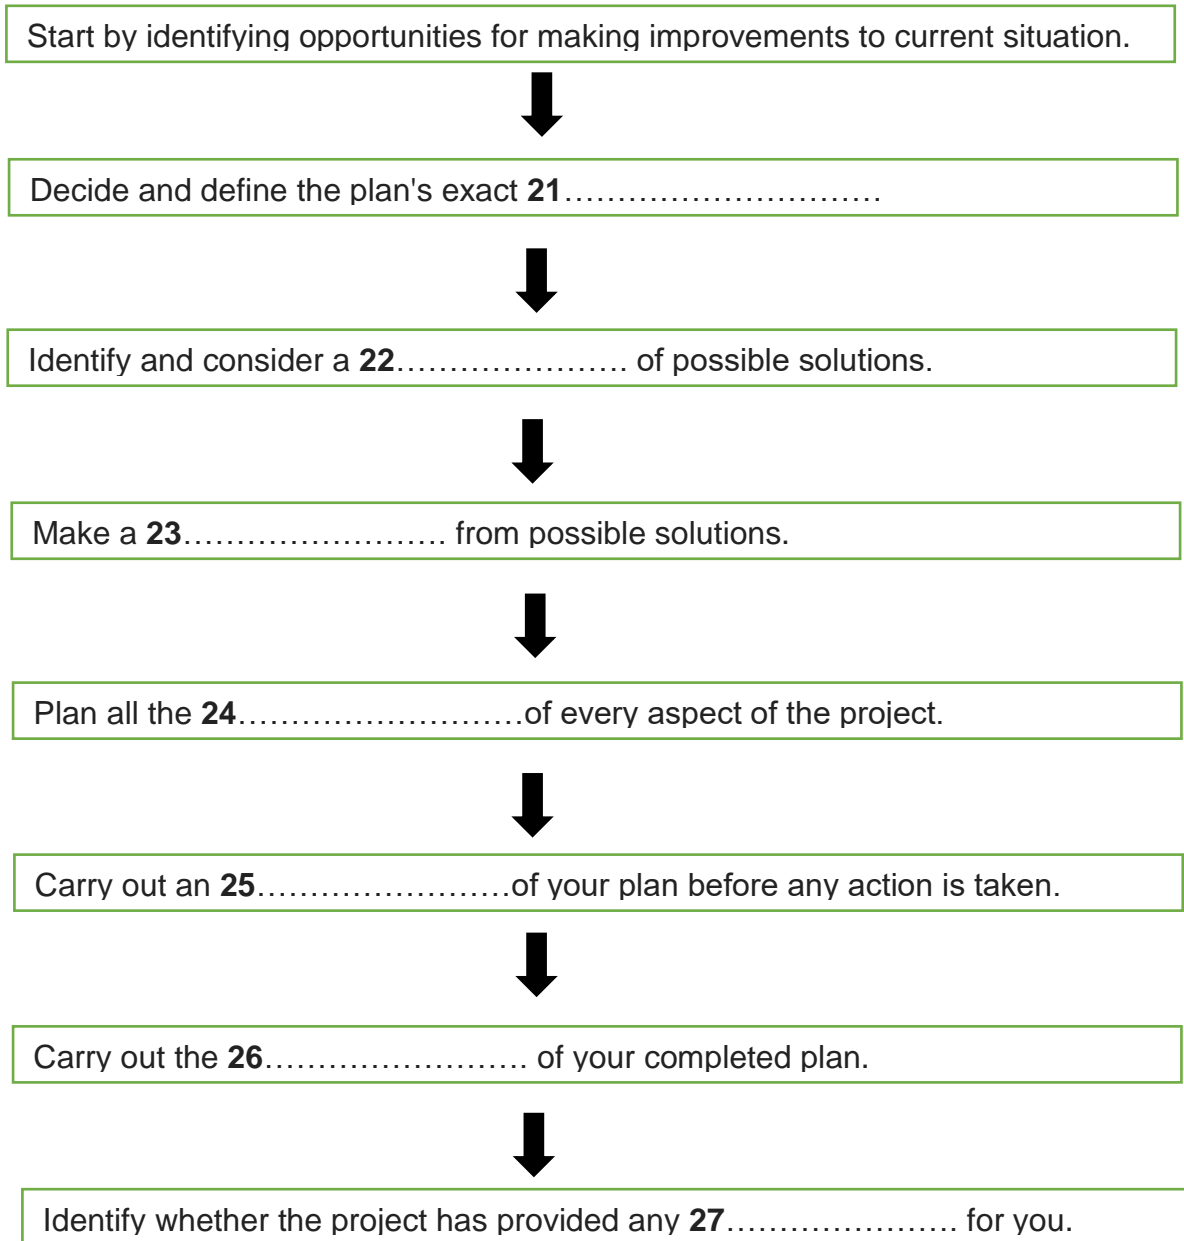 Start by identifying opportunities for making improvements to current situation.
Decide and define the plan's exact 21…………………………
Identify and consider a 22…………………. of possible solutions.
Make a 23……………………. from possible solutions.
Plan all the 24………………………of every aspect of the project.
Carry out an 25……………………of your plan before any action is taken.
Carry out the 26……………………. of your completed plan.
Identify whether the project has provided any 27……………………. for you.